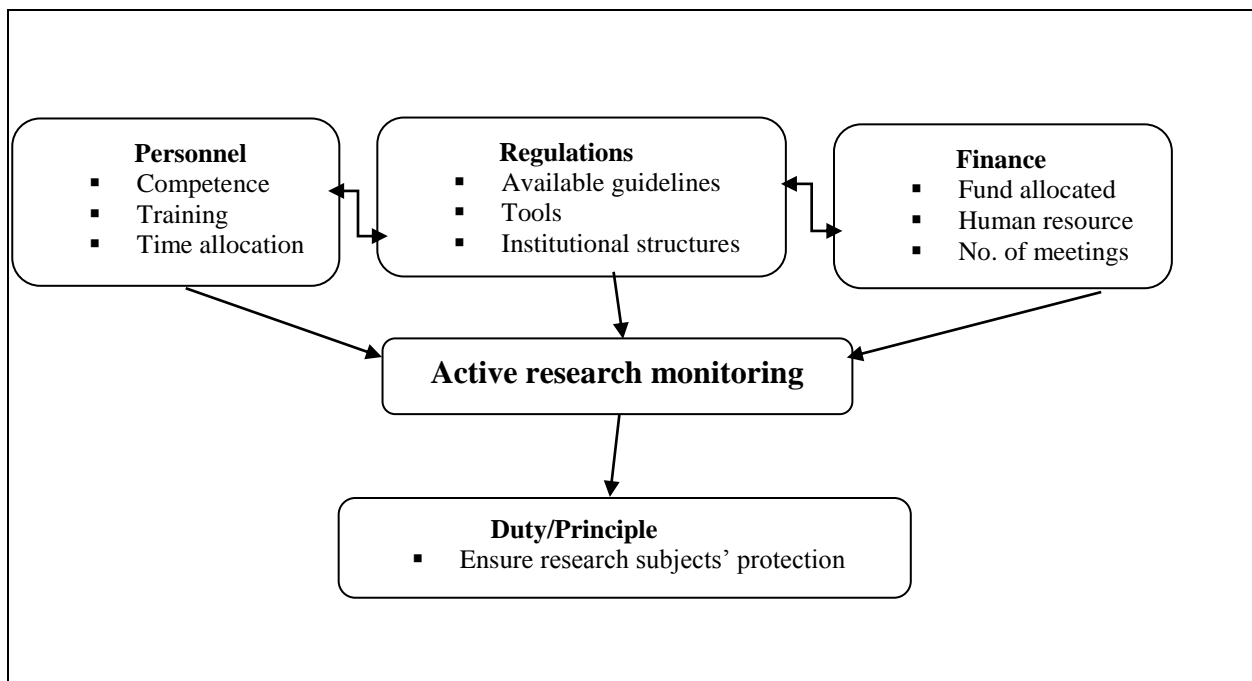 Personnel
▪ Competence
▪ Training
▪ Time allocation
Regulations
▪ Available guidelines
▪ Tools
▪ Institutional structures
Finance
▪ Fund allocated
▪ Human resource
▪ No. of meetings
Active research monitoring
Duty/Principle
▪ Ensure research subjects’ protection